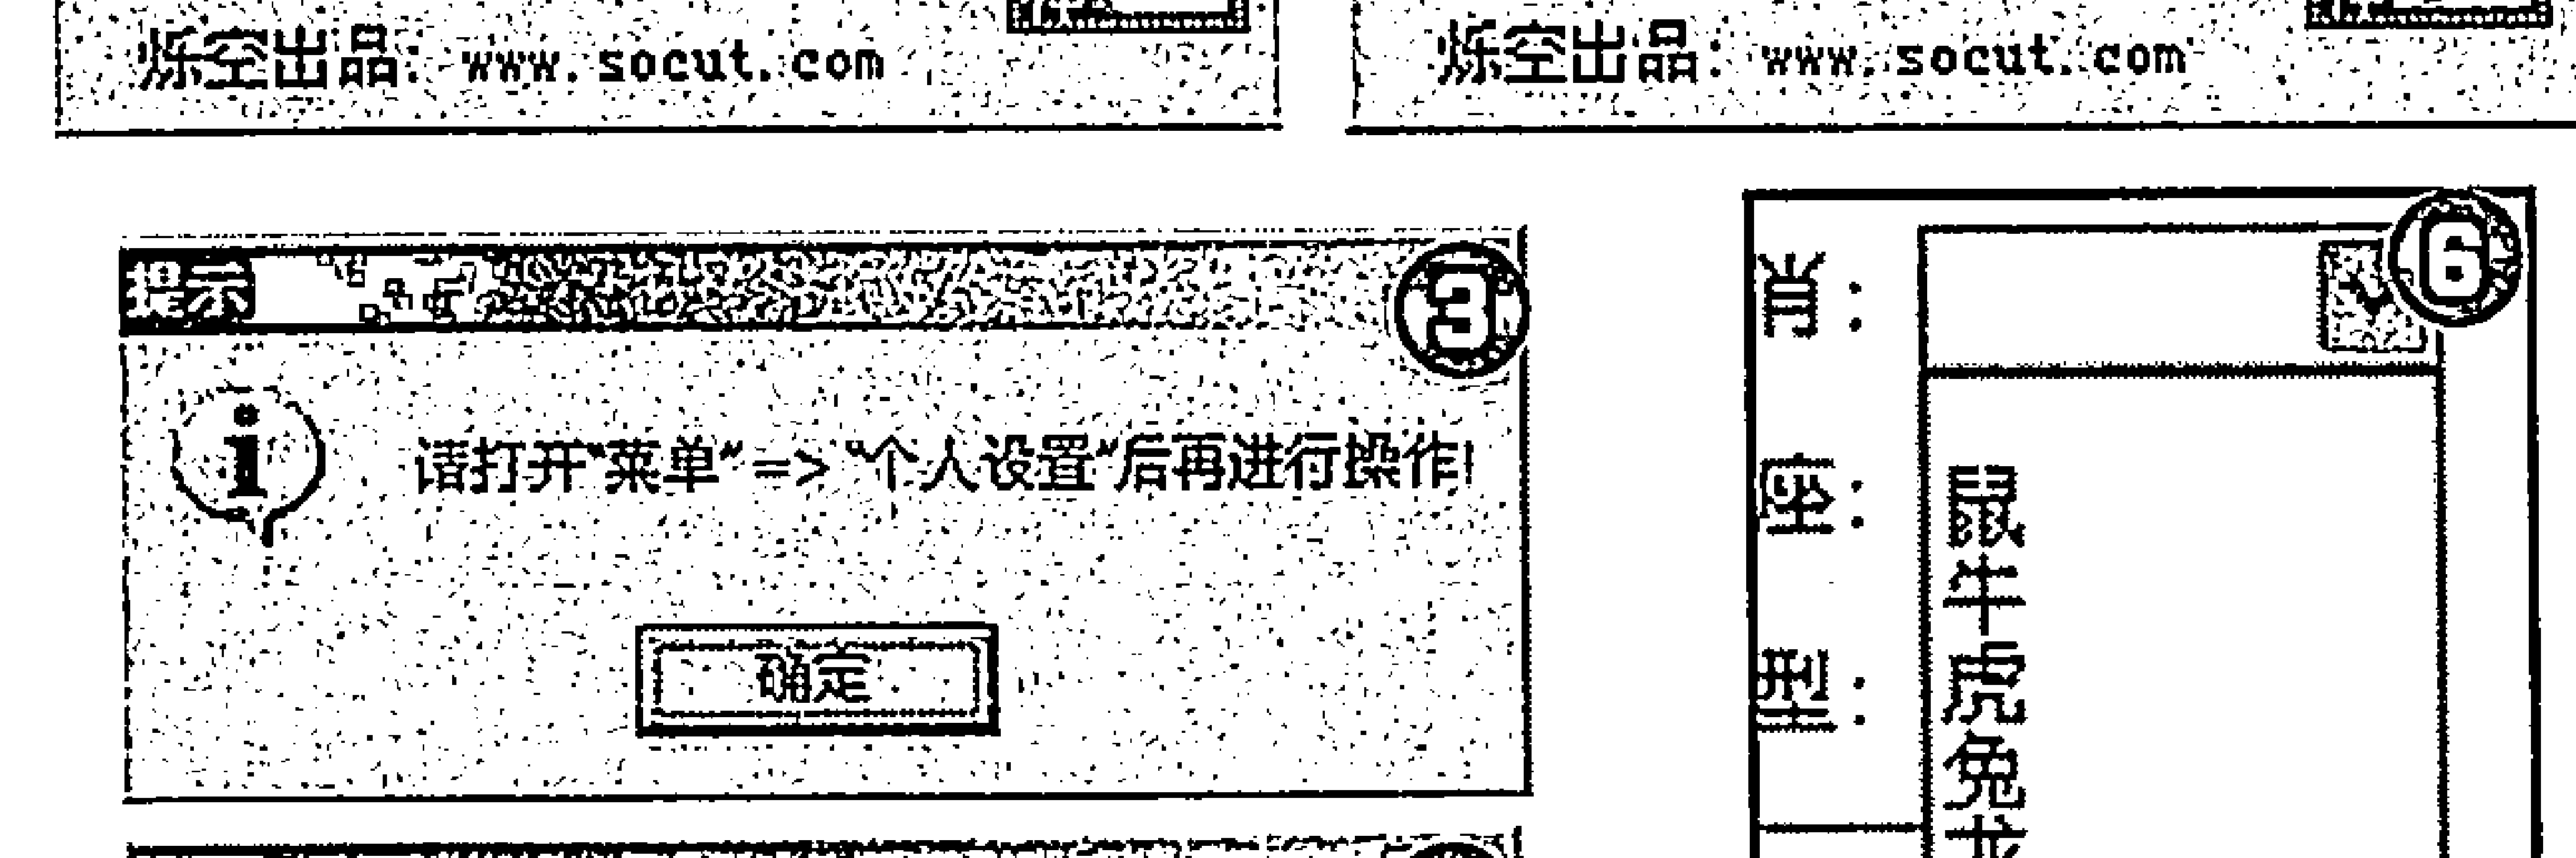 烁空出品：www.socut.com
烁空出品：www.socut.com
提示
3
请打开“菜单”=>“个人设置”后再进行操作!
确定
6
肖：
座：
型：
鼠
牛
虎
兔
龙